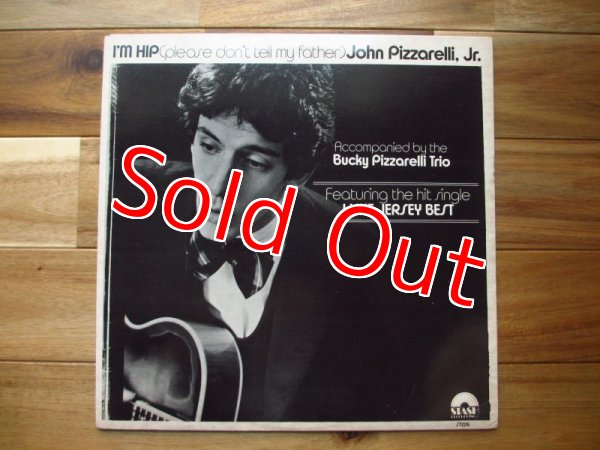 I'M HIP(please don't tell my father)John Pizzarelli, Jr.
Accompanied by the
Bucky Pizzarelli Trio
Featuring the hit single
JERSEY BEST
Sold Out
STASH